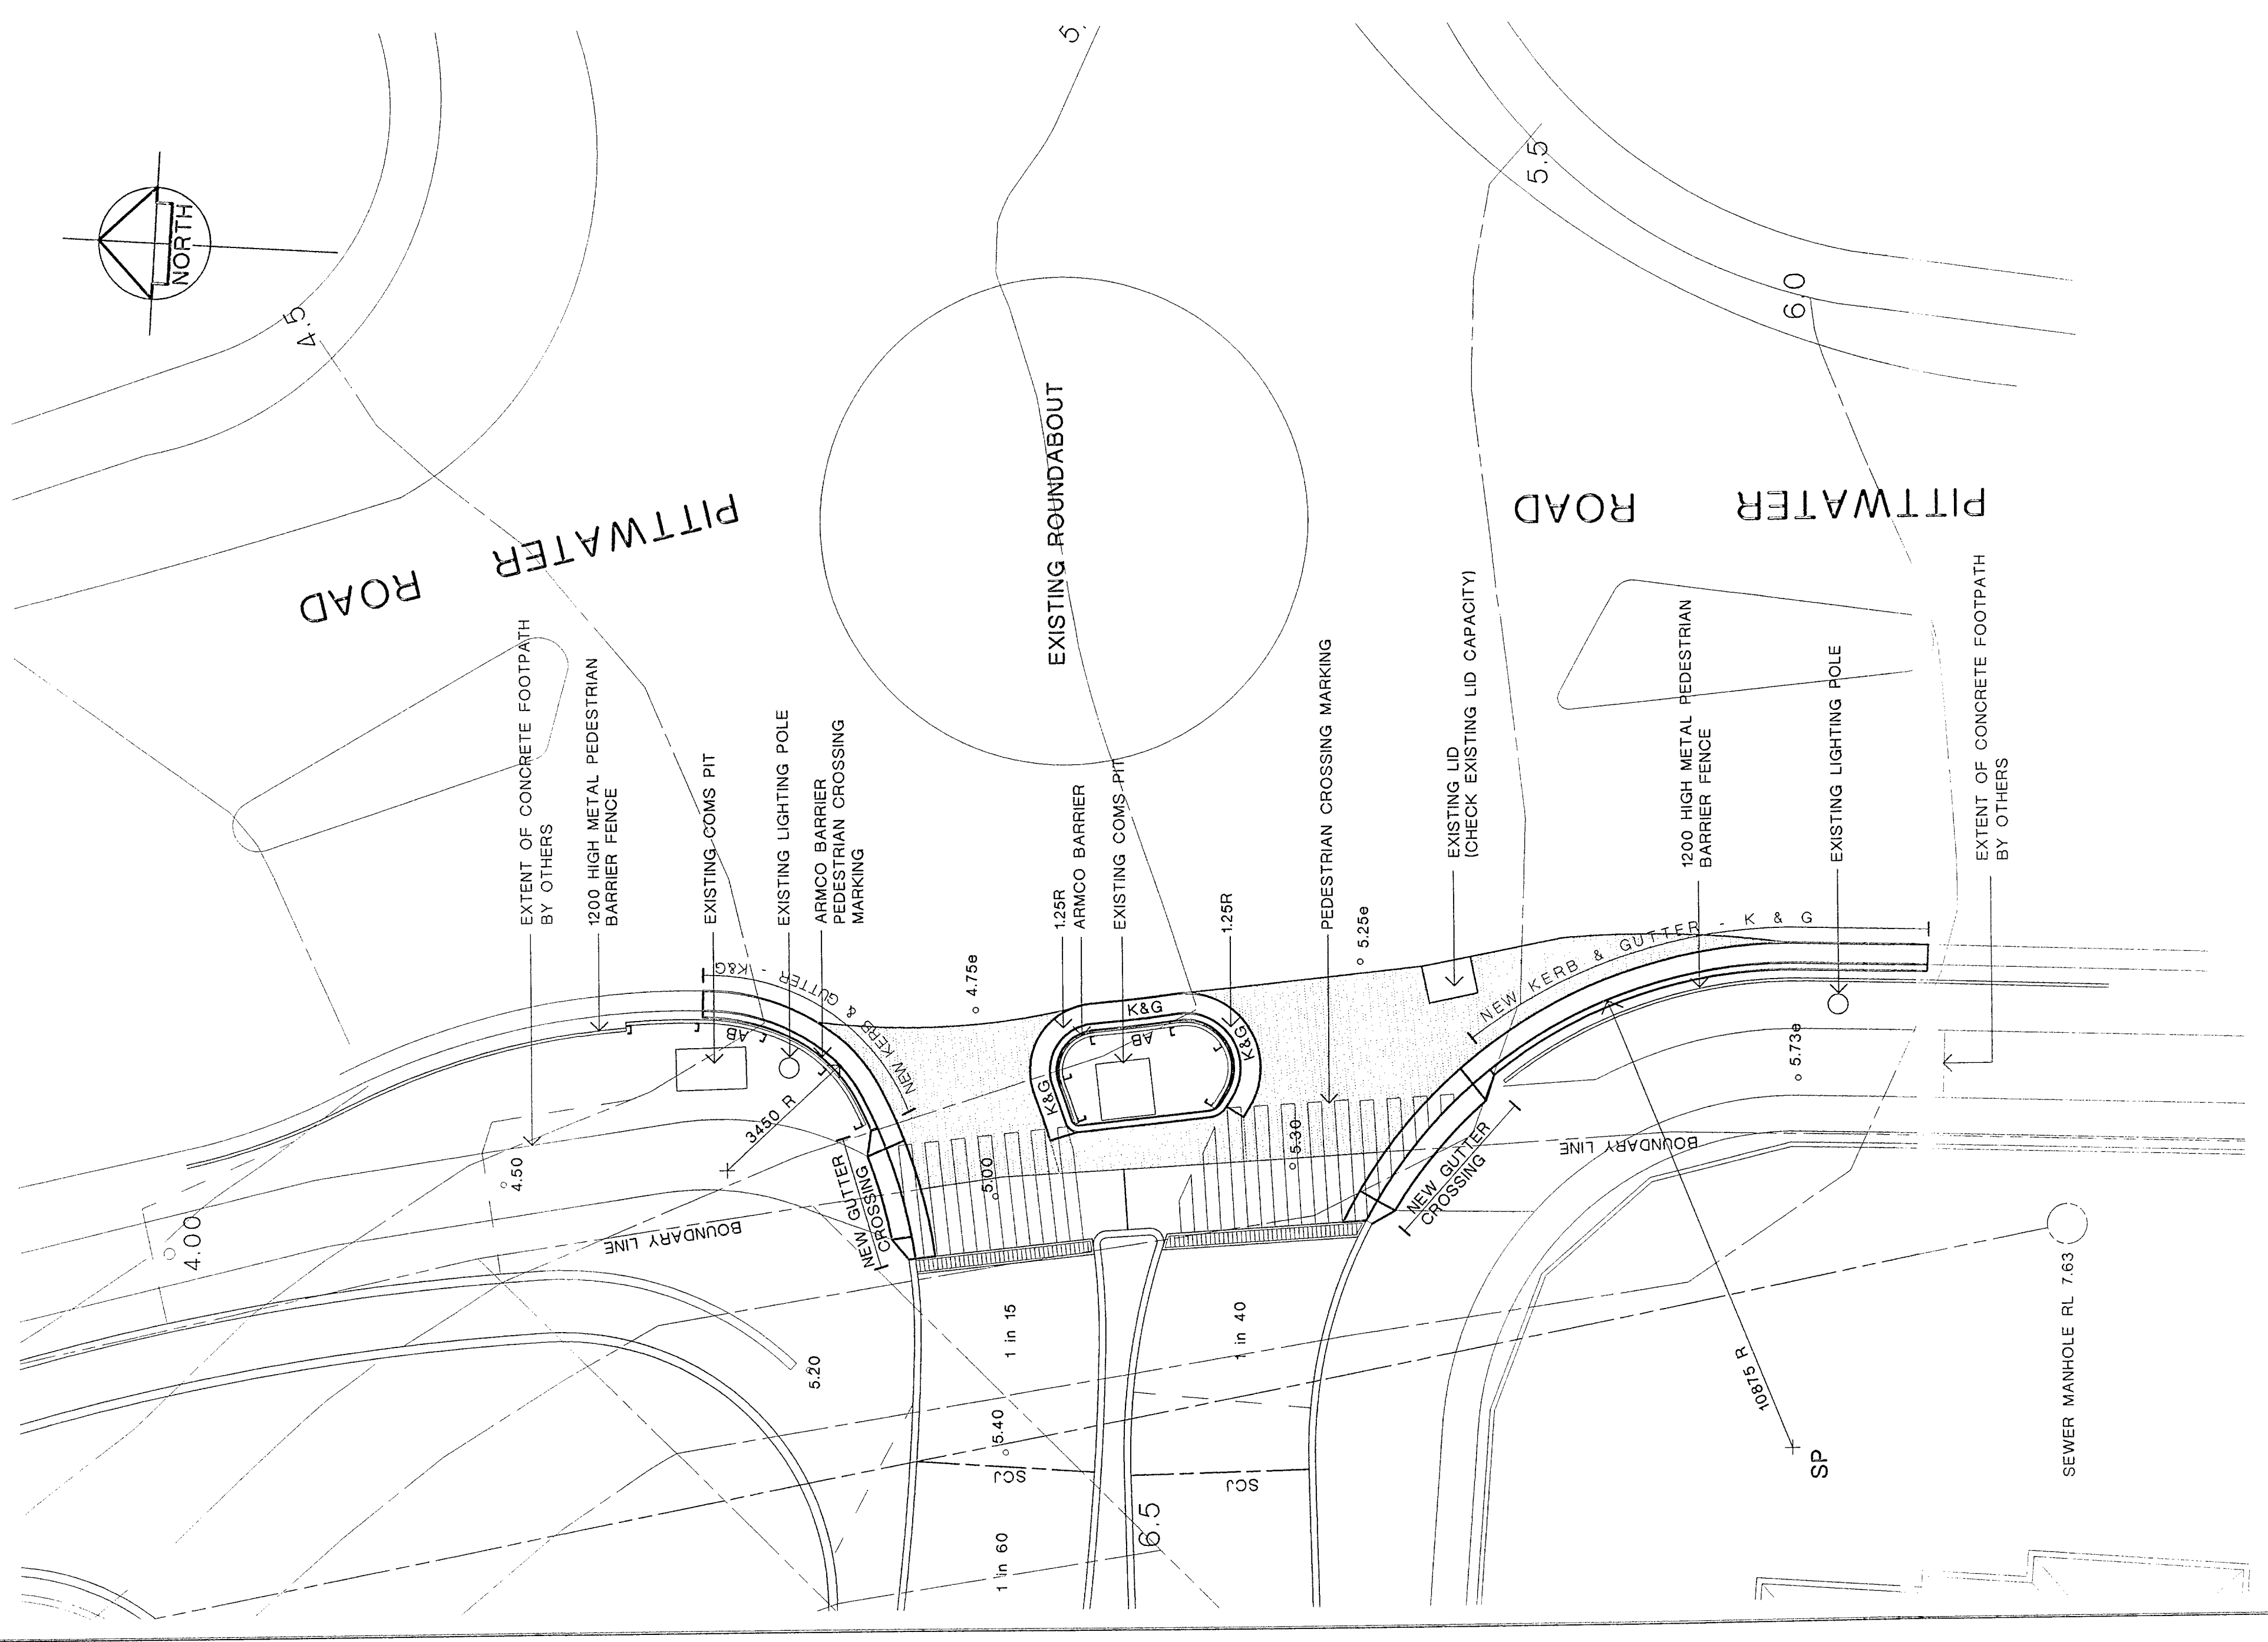 NORTH
4.5
5.
5.5
6.0
PITTWATER ROAD
EXISTING ROUNDABOUT
PITTWATER ROAD
EXTENT OF CONCRETE FOOTPATH
BY OTHERS
1200 HIGH METAL PEDESTRIAN
BARRIER FENCE
EXISTING COMS PIT
EXISTING LIGHTING POLE
ARMCO BARRIER
PEDESTRIAN CROSSING
MARKING
4.75e
1.25R
ARMCO BARRIER
EXISTING COMS PIT
1.25R
PEDESTRIAN CROSSING MARKING
5.25e
EXISTING LID
(CHECK EXISTING LID CAPACITY)
1200 HIGH METAL PEDESTRIAN
BARRIER FENCE
EXISTING LIGHTING POLE
EXTENT OF CONCRETE FOOTPATH
BY OTHERS
NEW KERB & GUTTER - K&G
AB
3450 R
K&G
K&G
K&G
AB
NEW KERB & GUTTER - K & G
5.73e
4.50
4.00
BOUNDARY LINE
NEW GUTTER
CROSSING
5.00
5.30
NEW GUTTER
CROSSING
BOUNDARY LINE
5.20
1 in 15
1 in 40
5.40
SCJ
SCJ
1 in 60
6.5
10875 R
SP
SEWER MANHOLE RL 7.63